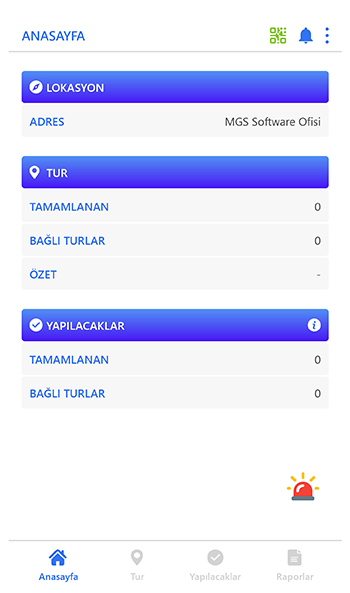 ANASAYFA
LOKASYON
ADRES MGS Software Ofisi
TUR
TAMAMLANAN 0
BAĞLI TURLAR 0
ÖZET -
YAPILACAKLAR
TAMAMLANAN 0
BAĞLI TURLAR 0
Anasayfa Tur Yapılacaklar Raporlar